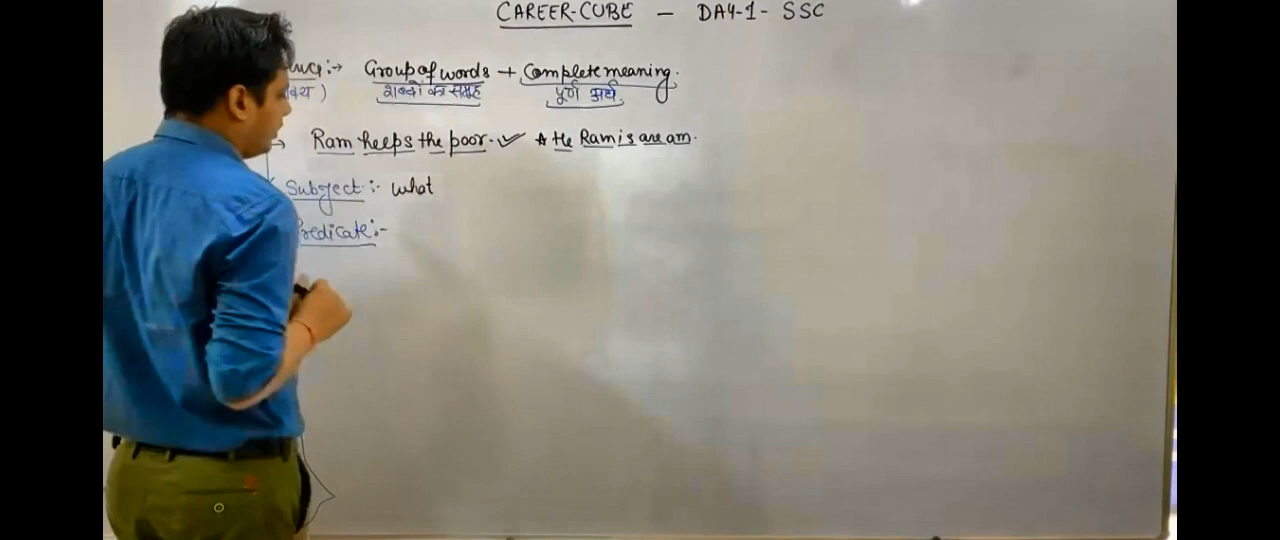 CAREER-CUBE — DAY-1- SSC
Group of words + Complete meaning.
शब्दों का समूह पूर्ण अर्थ
→ Ram keeps the poor. ✓ * He Ram is are am.
Subject :- what
Predicate :-